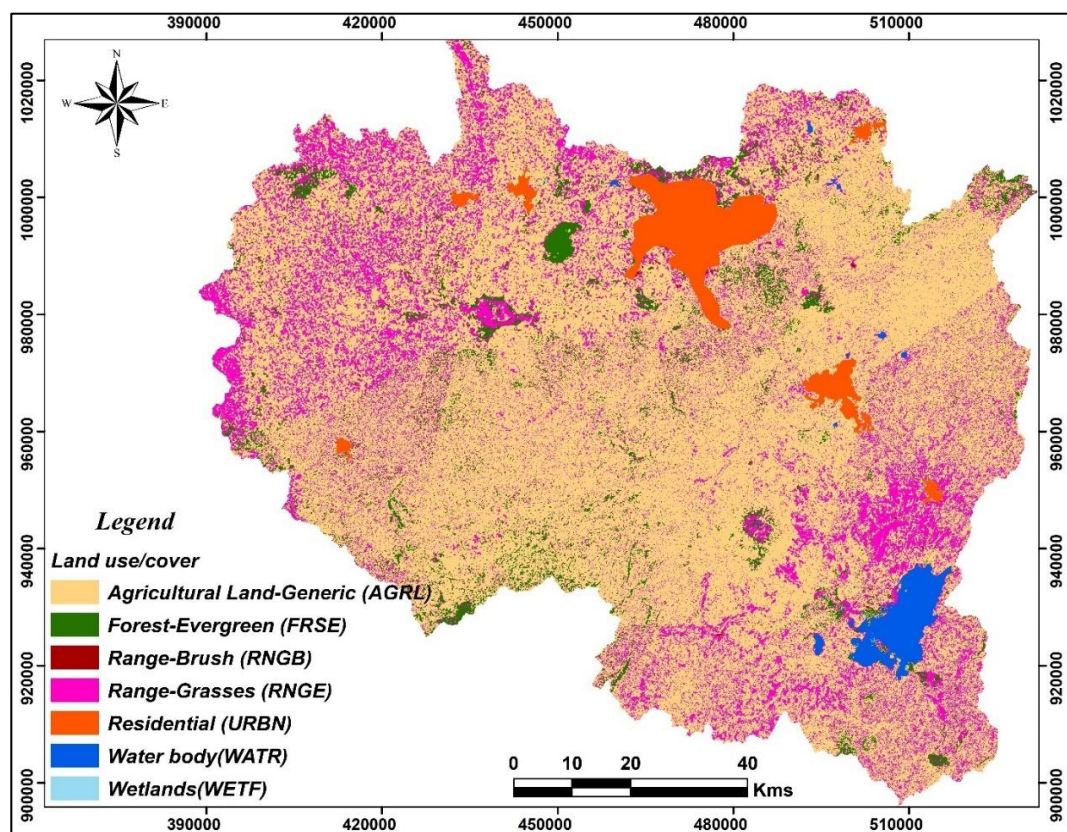 390000 420000 450000 480000 510000
N
W E
S
1020000 1020000
1000000 1000000
980000 980000
960000 960000
940000 940000
920000 920000
900000 900000
Legend
Land use/cover
Agricultural Land-Generic (AGRL)
Forest-Evergreen (FRSE)
Range-Brush (RNGB)
Range-Grasses (RNGE)
Residential (URBN)
Water body(WATR)
Wetlands(WETF)
0 10 20 40
Kms
390000 420000 450000 480000 510000